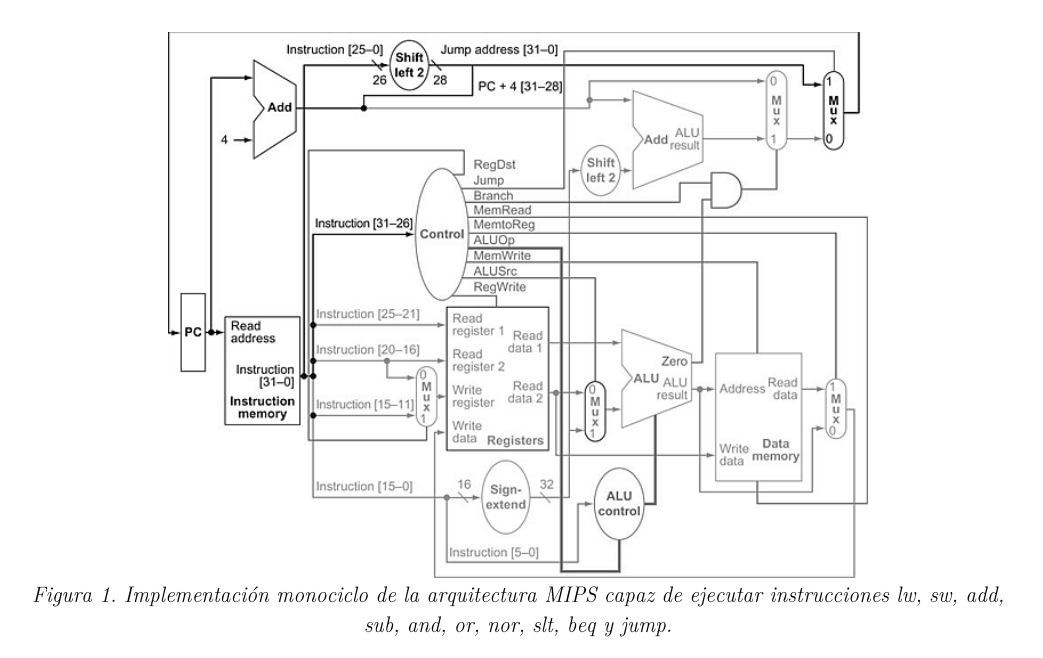 Instruction [25–0]
Shift
left 2
Jump address [31–0]
26
28
PC + 4 [31–28]
Add
4
0
M
u
x
1
1
M
u
x
0
Add
ALU
result
Shift
left 2
RegDst
Jump
Branch
MemRead
MemtoReg
ALUOp
MemWrite
ALUSrc
RegWrite
Instruction [31–26]
Control
PC
Read
address
Instruction
[31–0]
Instruction
memory
Instruction [25–21]
Instruction [20–16]
Instruction [15–11]
0
M
u
x
1
Read
register 1
Read
register 2
Write
register
Write
data
Read
data 1
Read
data 2
Registers
0
M
u
x
1
Zero
ALU
ALU
result
Address
Read
data
Write
data
Data
memory
1
M
u
x
0
Instruction [15–0]
16
Sign-
extend
32
ALU
control
Instruction [5–0]
Figura 1. Implementación monociclo de la arquitectura MIPS capaz de ejecutar instrucciones lw, sw, add,
sub, and, or, nor, slt, beq y jump.